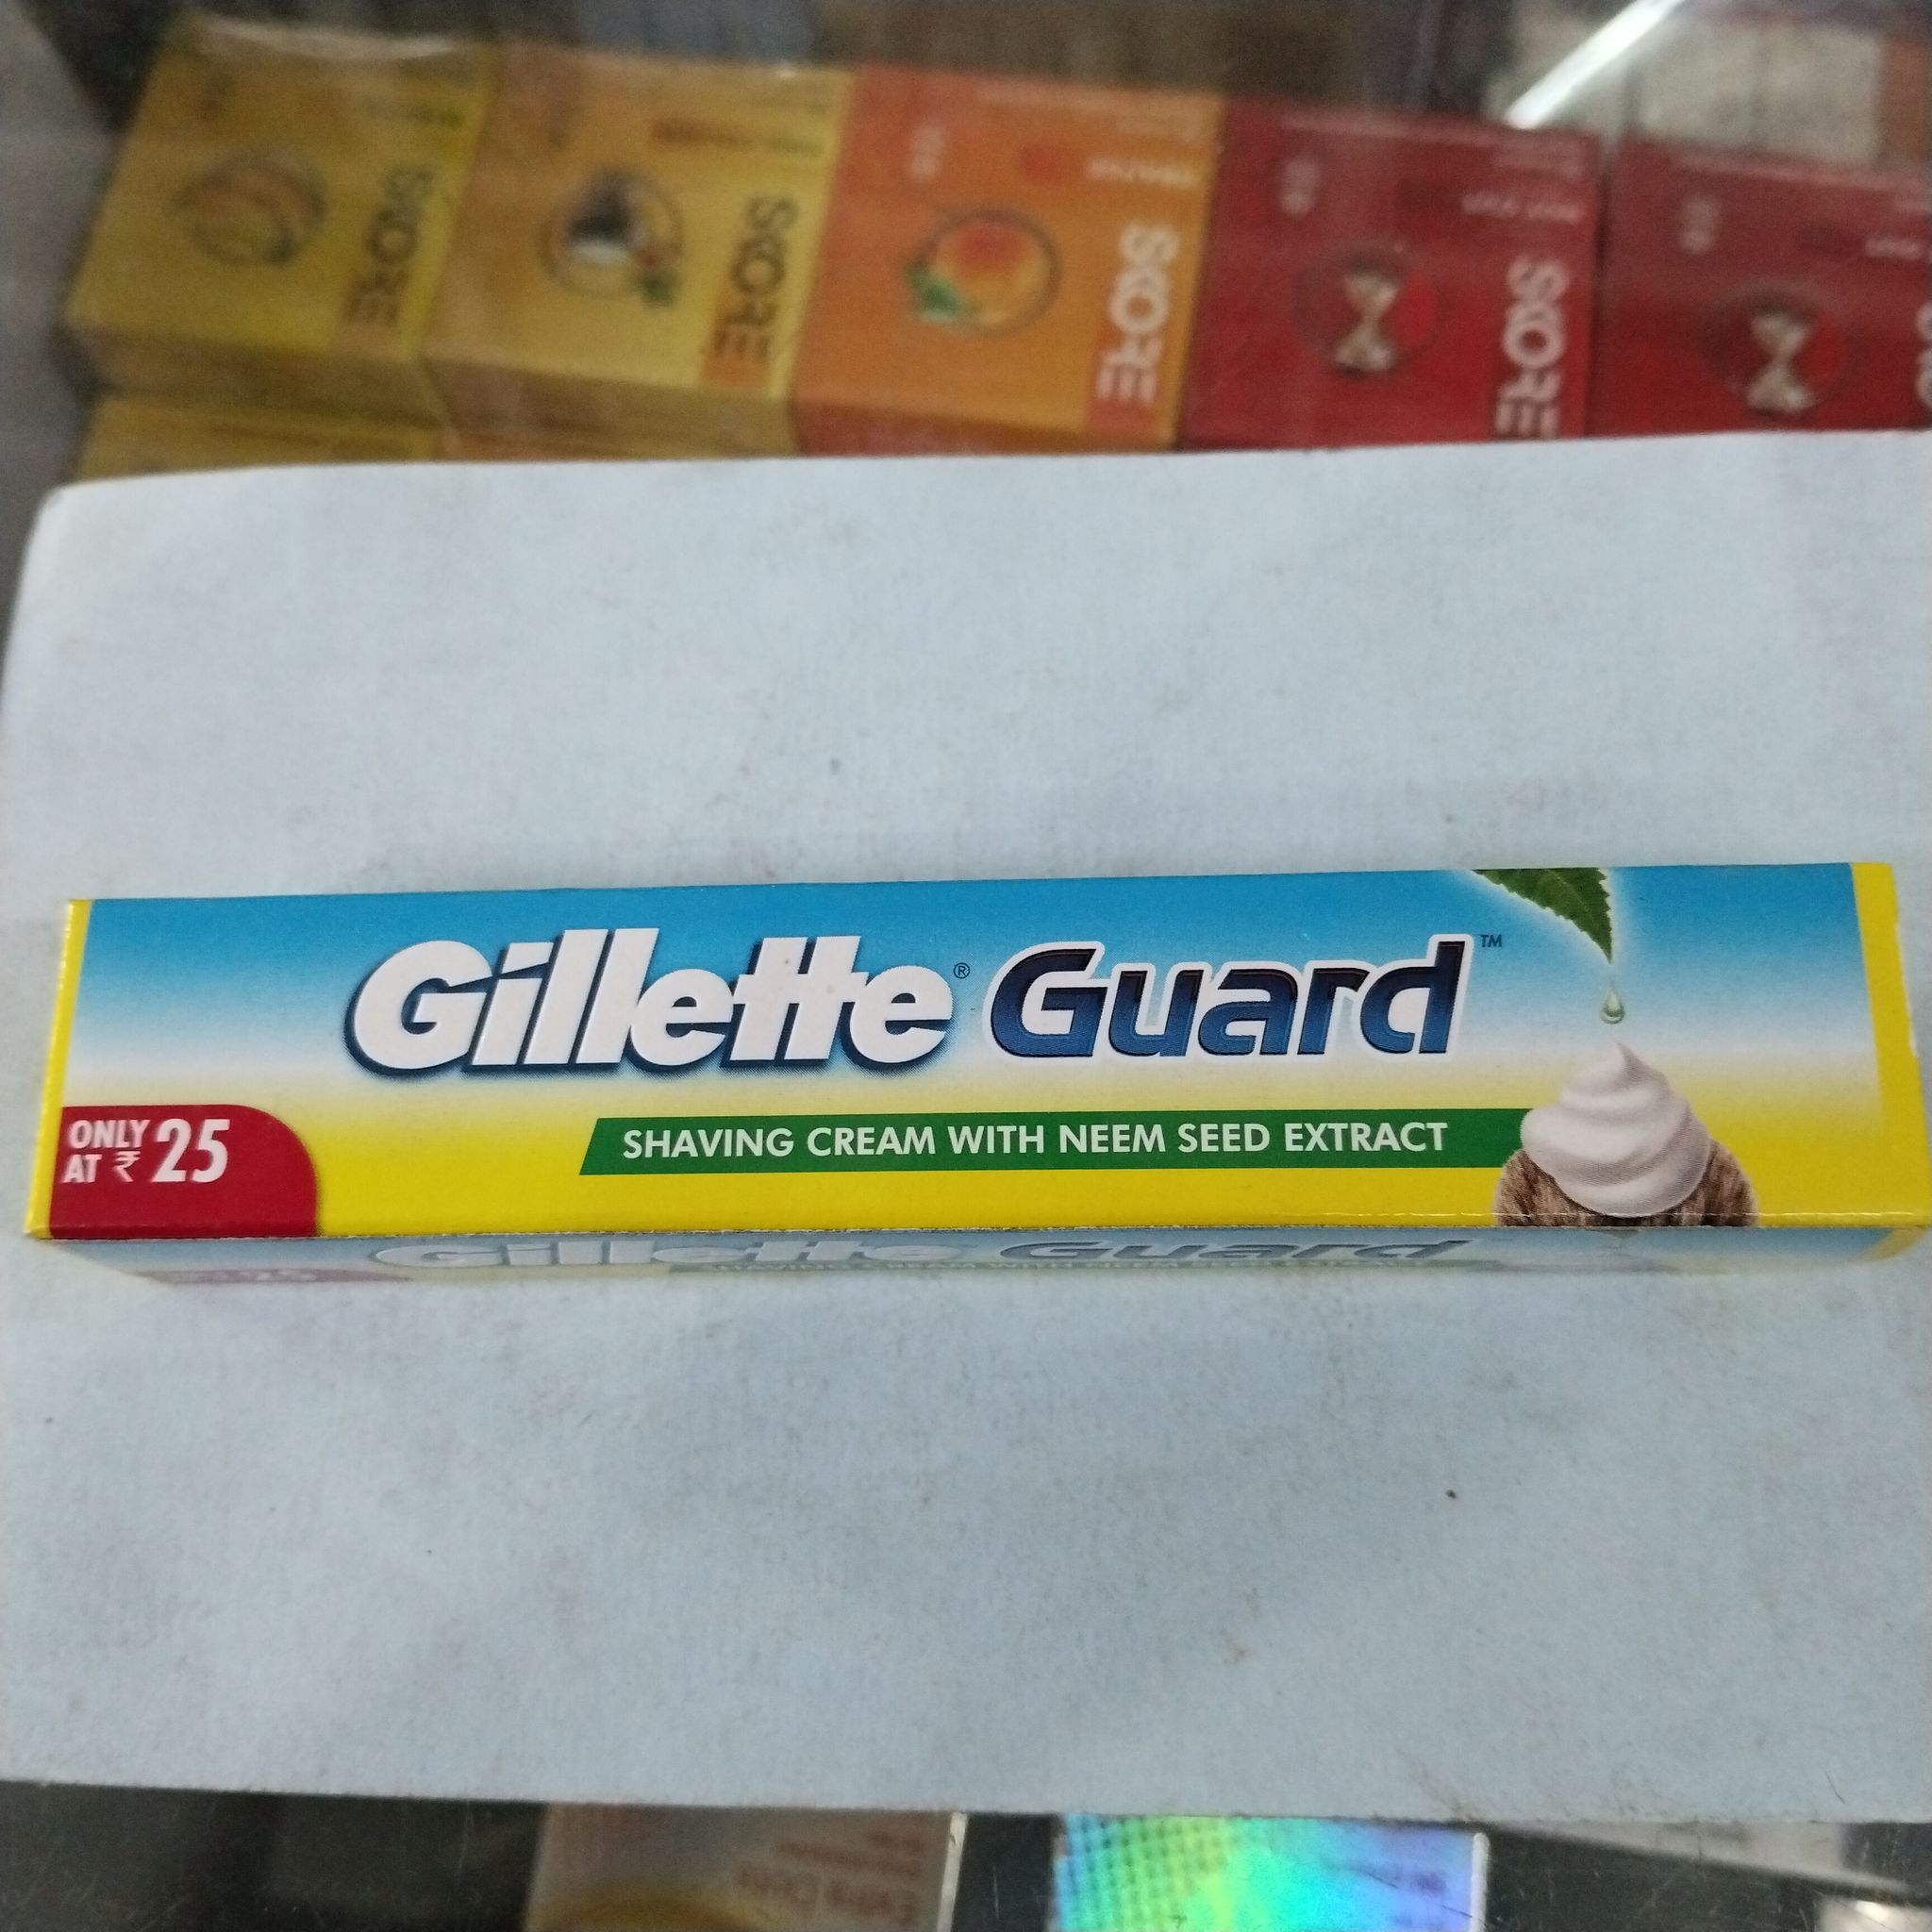 SKORE
SKORE
SKORE
SKORE
Gillette® Guard™
ONLY
AT ₹ 25
SHAVING CREAM WITH NEEM SEED EXTRACT